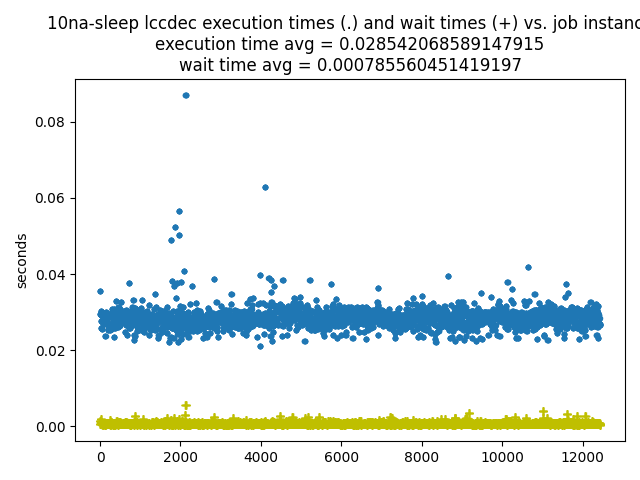 10na-sleep lccdec execution times (.) and wait times (+) vs. job instanc
execution time avg = 0.028542068589147915
wait time avg = 0.000785560451419197
0.08
0.06
0.04
0.02
0.00
seconds
0 2000 4000 6000 8000 10000 12000